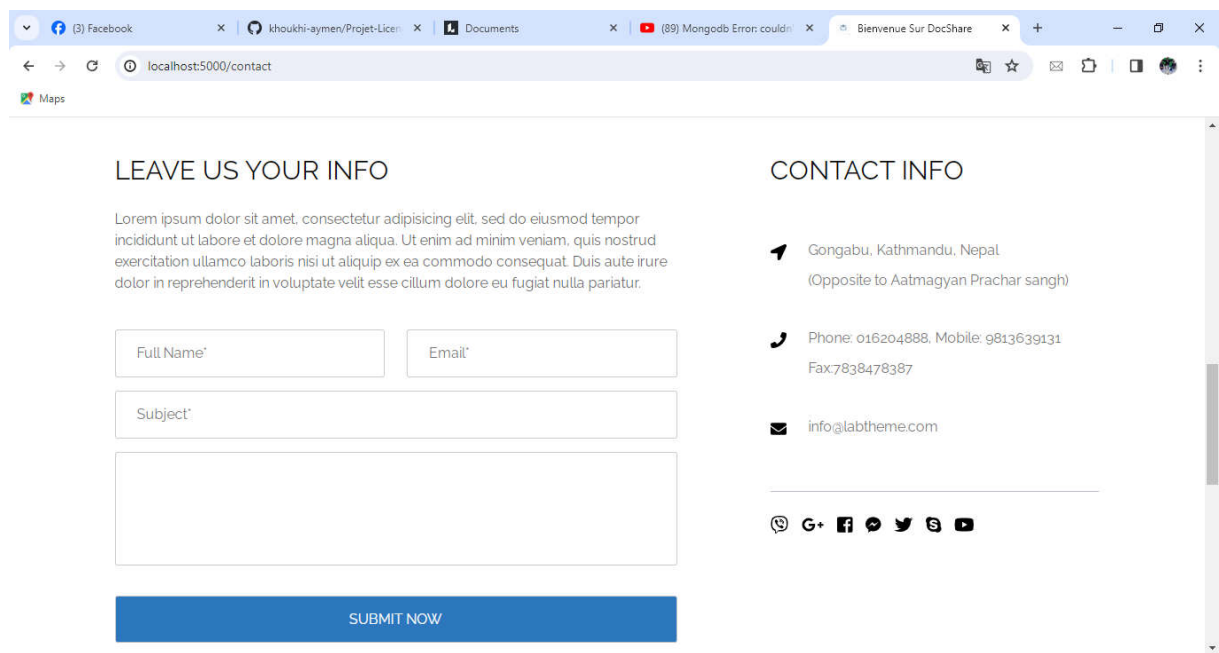 (3) Facebook
khoukhi-aymen/Projet-Licen
Documents
(89) Mongodb Error: couldn'
Bienvenue Sur DocShare
localhost:5000/contact
Maps
LEAVE US YOUR INFO
Lorem ipsum dolor sit amet, consectetur adipisicing elit, sed do eiusmod tempor
incididunt ut labore et dolore magna aliqua. Ut enim ad minim veniam, quis nostrud
exercitation ullamco laboris nisi ut aliquip ex ea commodo consequat. Duis aute irure
dolor in reprehenderit in voluptate velit esse cillum dolore eu fugiat nulla pariatur.
Full Name*
Email*
Subject*
SUBMIT NOW
CONTACT INFO
Gongabu, Kathmandu, Nepal
(Opposite to Aatmagyan Prachar sangh)
Phone: 016204888, Mobile: 9813639131
Fax:7838478387
info@labtheme.com
G+